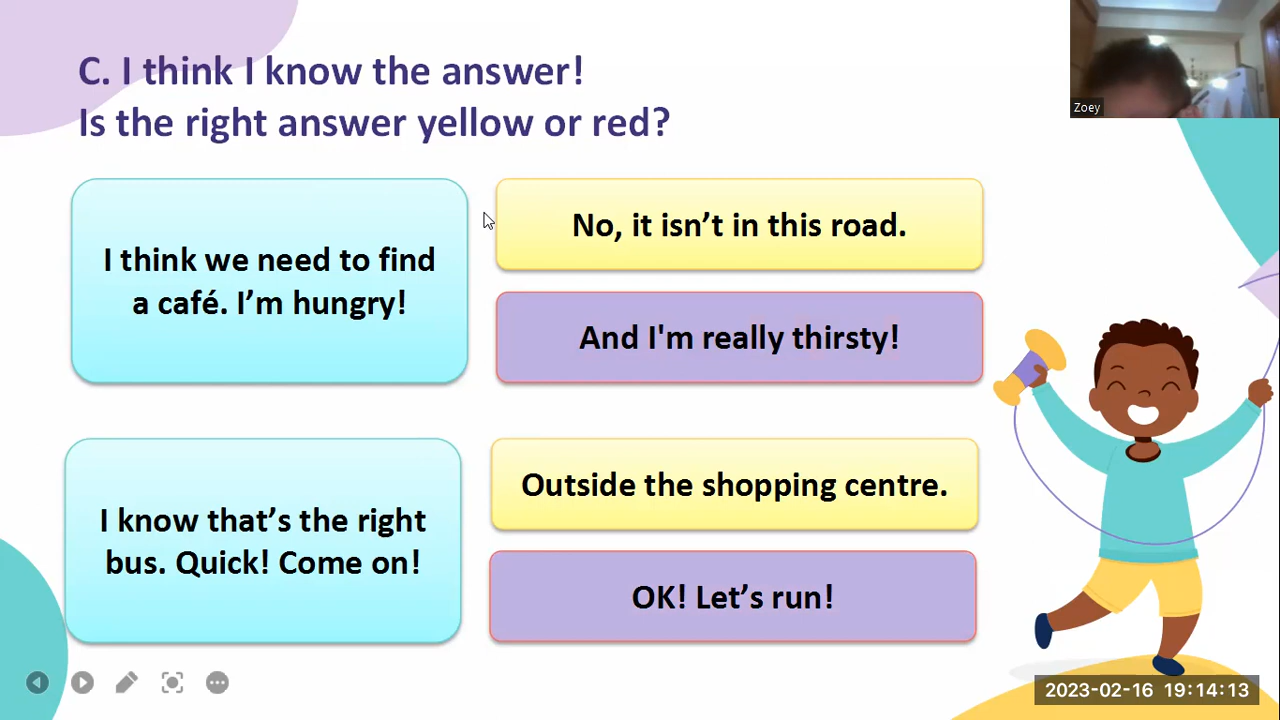 C. I think I know the answer!
Is the right answer yellow or red?
Zoey
I think we need to find
a café. I'm hungry!
No, it isn't in this road.
And I'm really thirsty!
I know that's the right
bus. Quick! Come on!
Outside the shopping centre.
OK! Let's run!
2023-02-16 19:14:13